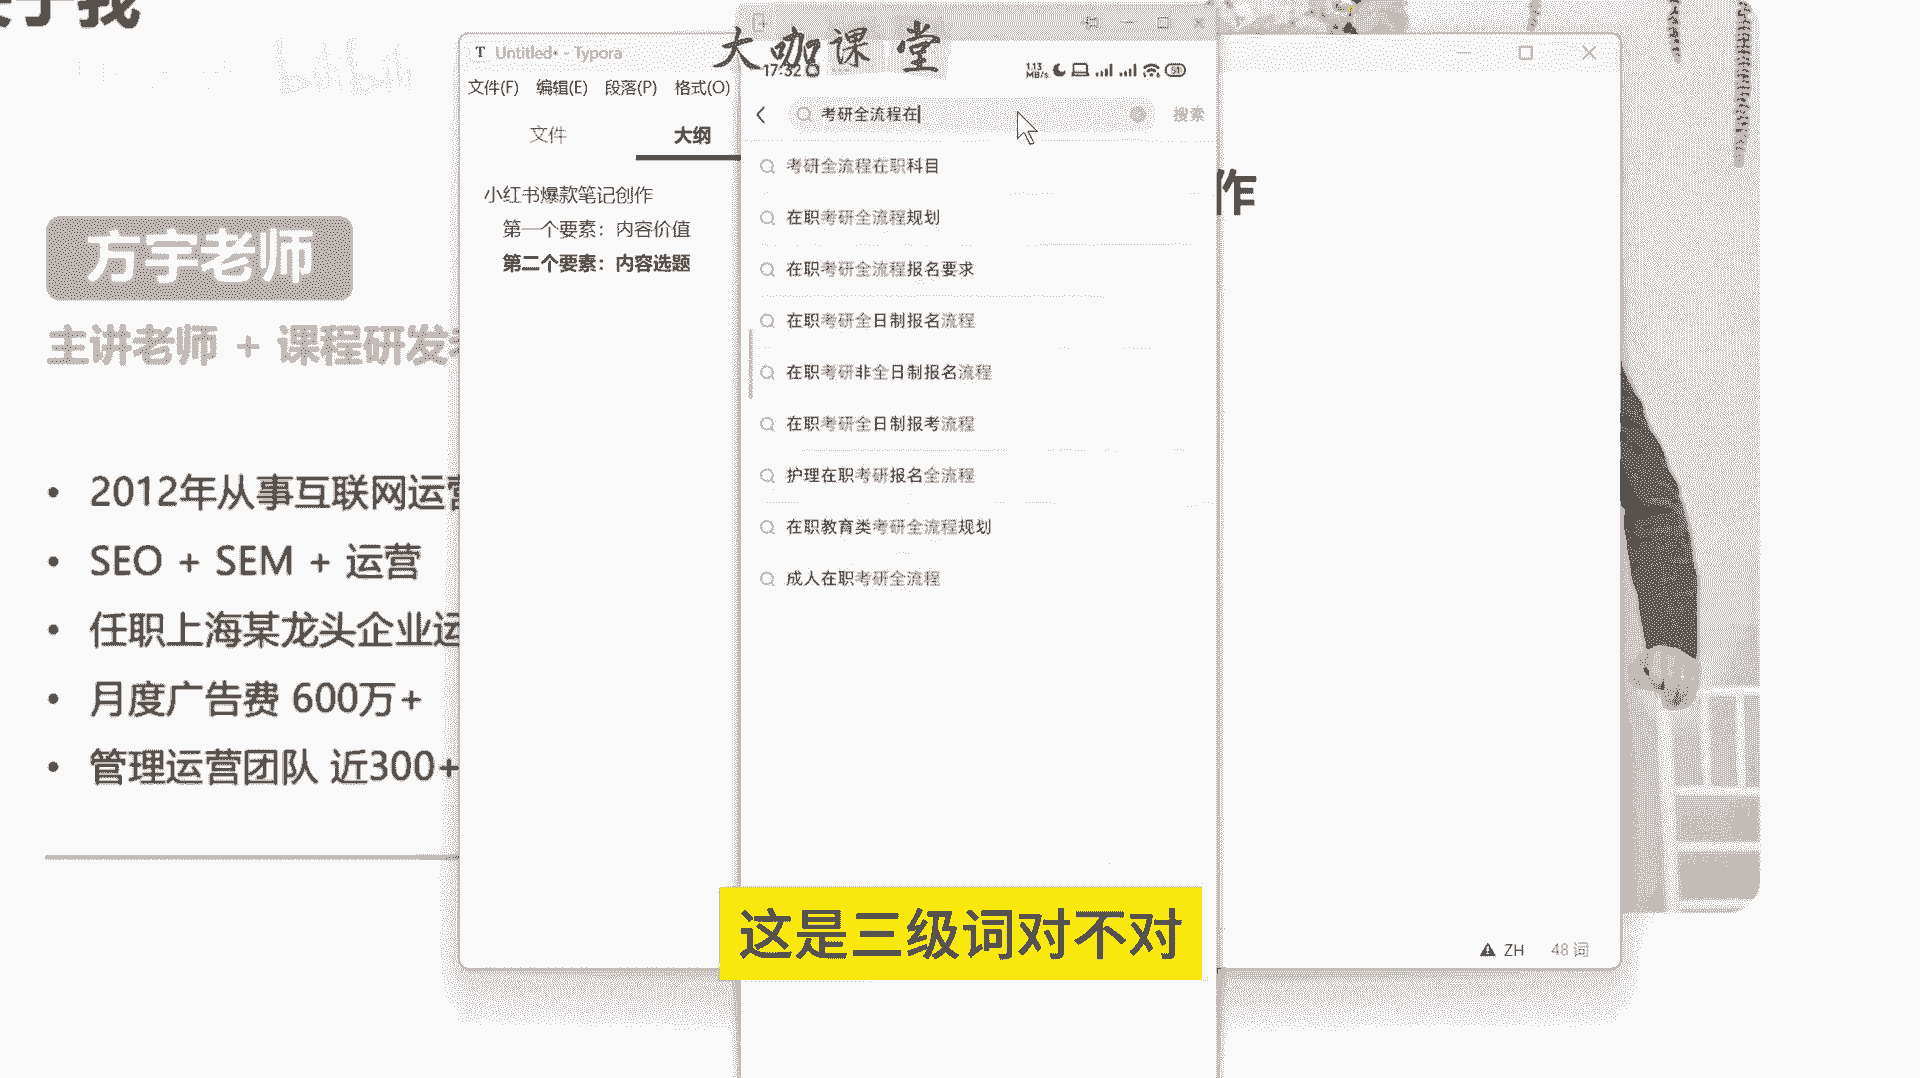 大咖课堂
bilibili
方宇老师
主讲老师 + 课程研发
• 2012年从事互联网运营
• SEO + SEM + 运营
• 任职上海某龙头企业运
• 月度广告费 600万+
• 管理运营团队 近300+
T Untitled• - Typora
文件(F) 编辑(E) 段落(P) 格式(O)
文件 大纲
小红书爆款笔记创作
第一个要素：内容价值
第二个要素：内容选题
17:32
1.13 MB/s
51
考研全流程在
搜索
考研全流程在职科目
在职考研全流程规划
在职考研全流程报名要求
在职考研全日制报名流程
在职考研非全日制报名流程
在职考研全日制报考流程
护理在职考研报名全流程
在职教育类考研全流程规划
成人在职考研全流程
作
这是三级词对不对
ZH 48 词